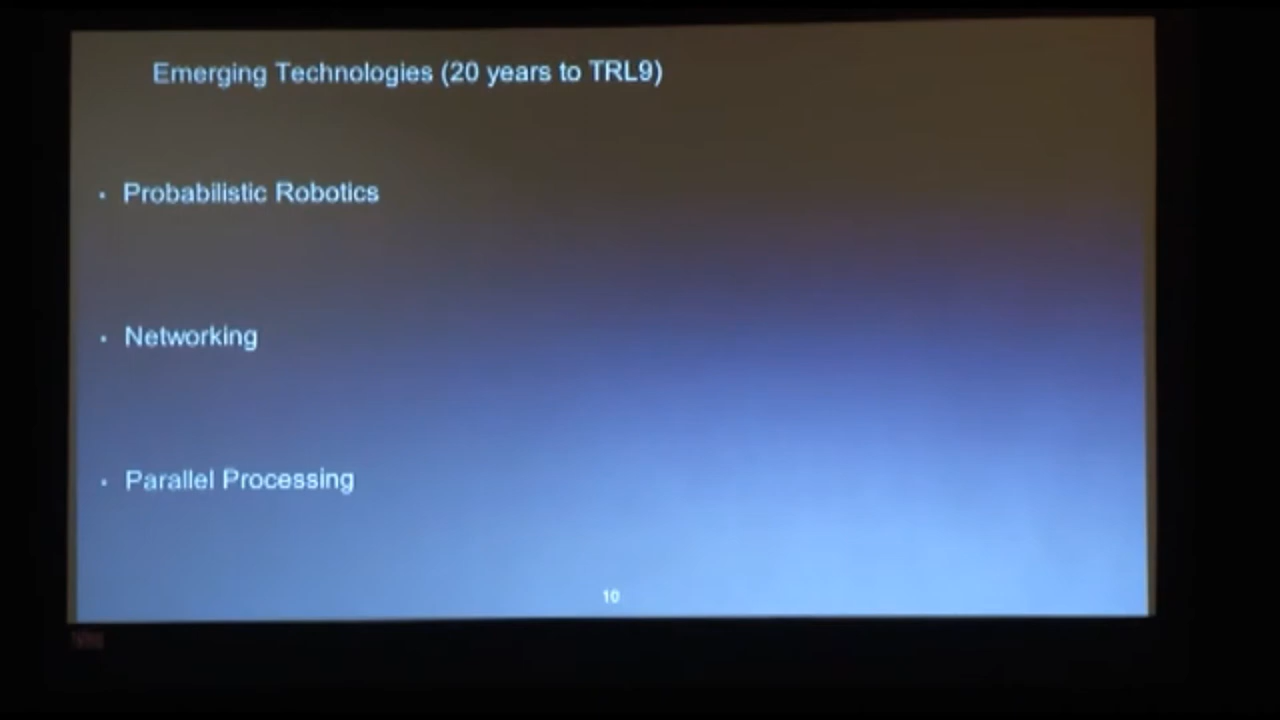 Emerging Technologies (20 years to TRL9)
• Probabilistic Robotics
• Networking
• Parallel Processing
10